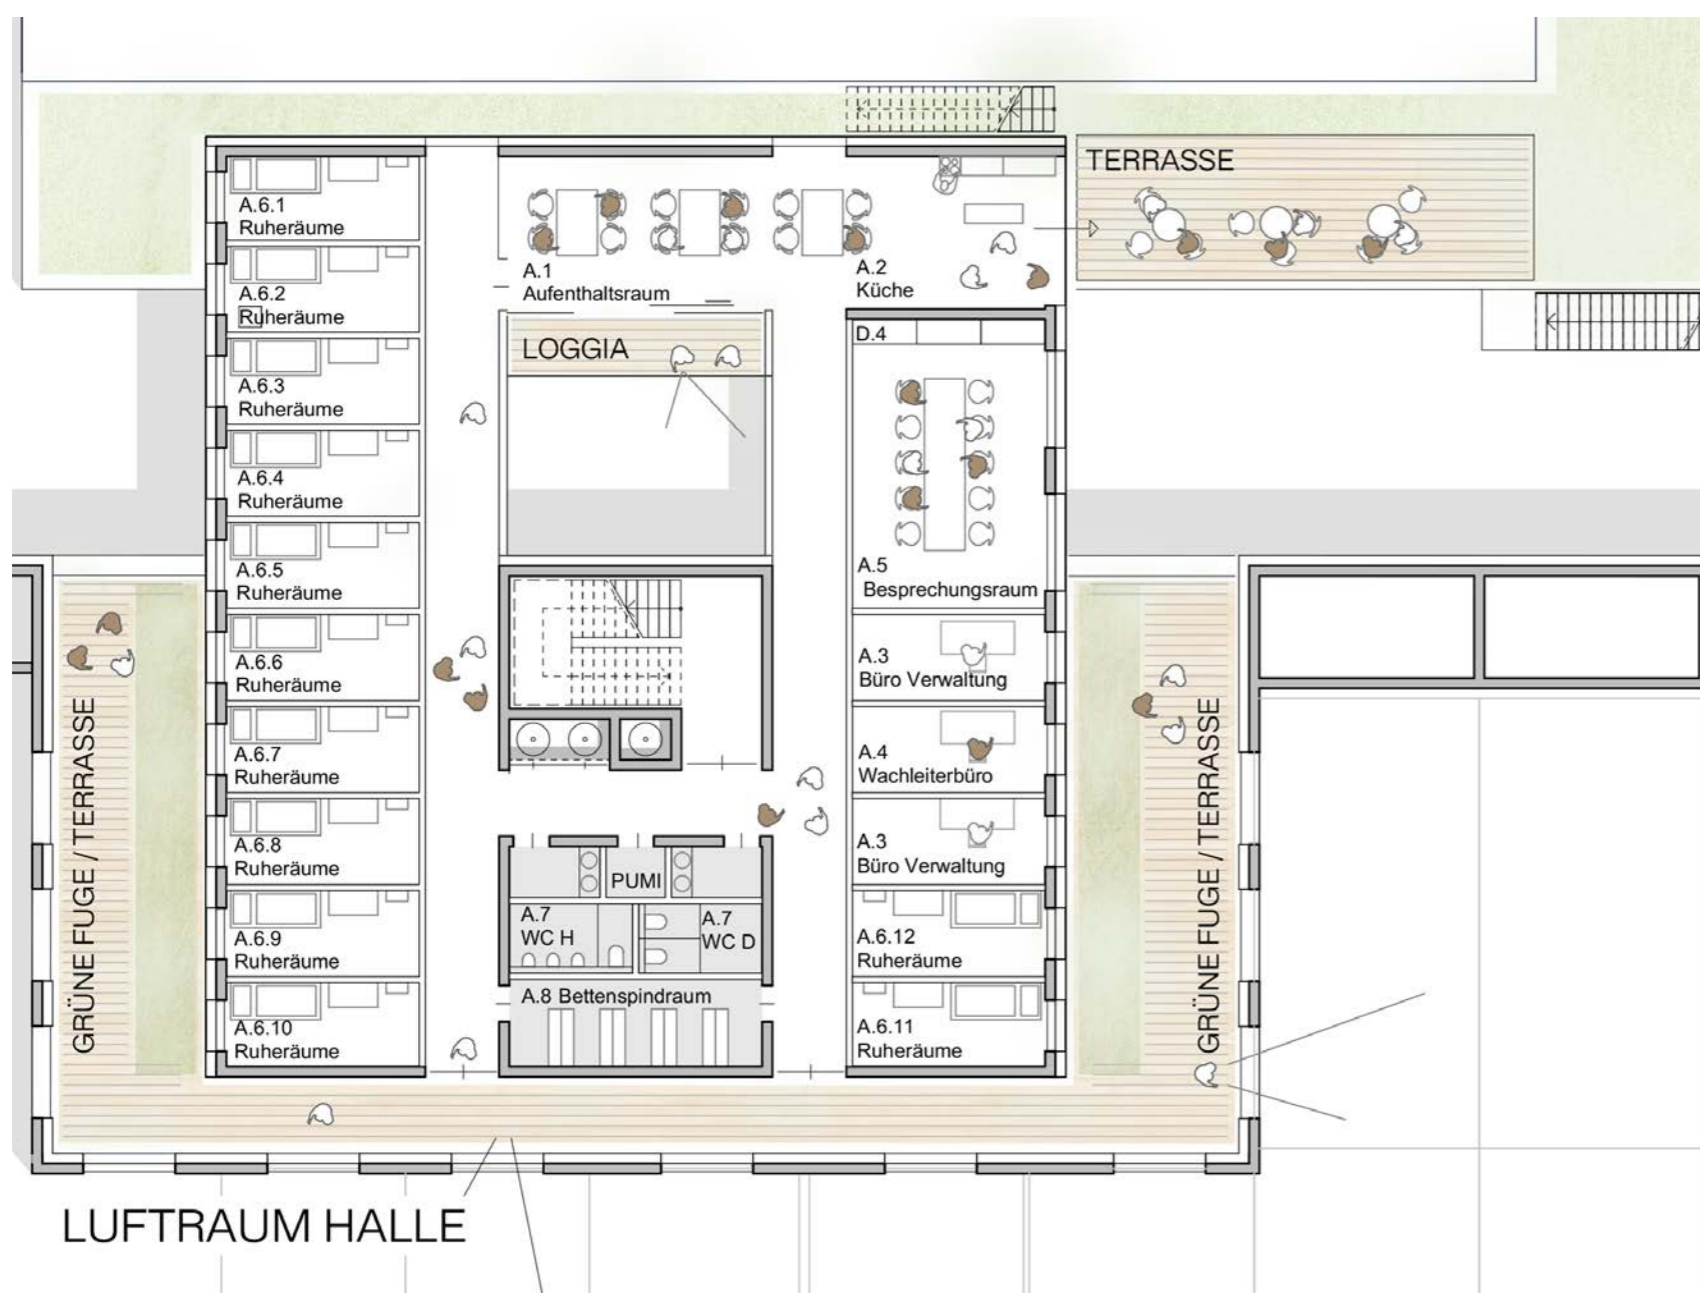 TERRASSE
A.6.1
Ruheräume
A.6.2
Ruheräume
A.6.3
Ruheräume
A.6.4
Ruheräume
A.6.5
Ruheräume
A.6.6
Ruheräume
A.6.7
Ruheräume
A.6.8
Ruheräume
A.6.9
Ruheräume
A.6.10
Ruheräume
A.1
Aufenthaltsraum
A.2
Küche
LOGGIA
D.4
A.5
Besprechungsraum
A.3
Büro Verwaltung
A.4
Wachleiterbüro
A.3
Büro Verwaltung
A.6.12
Ruheräume
A.6.11
Ruheräume
PUMI
A.7
WC H
A.7
WC D
A.8 Bettenspindraum
GRÜNE FUGE / TERRASSE
GRÜNE FUGE / TERRASSE
LUFTRAUM HALLE